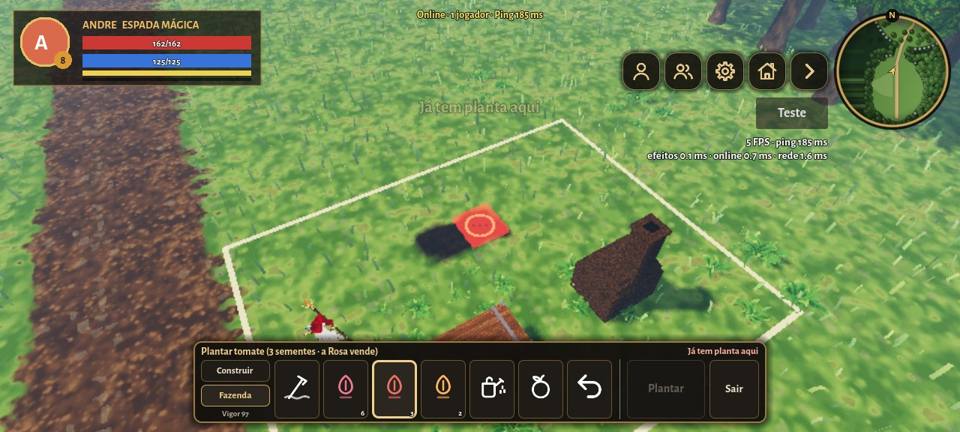 Online · 1 jogador · Ping 185 ms
ANDRE ESPADA MÁGICA
A
8
162/162
125/125
N
Já tem planta aqui
Teste
5 FPS · ping 185 ms
efeitos 0.1 ms · online 0.7 ms · rede 1.6 ms
Plantar tomate (3 sementes · a Rosa vende)
Já tem planta aqui
Construir
Fazenda
Vigor 97
6
3
2
Plantar
Sair